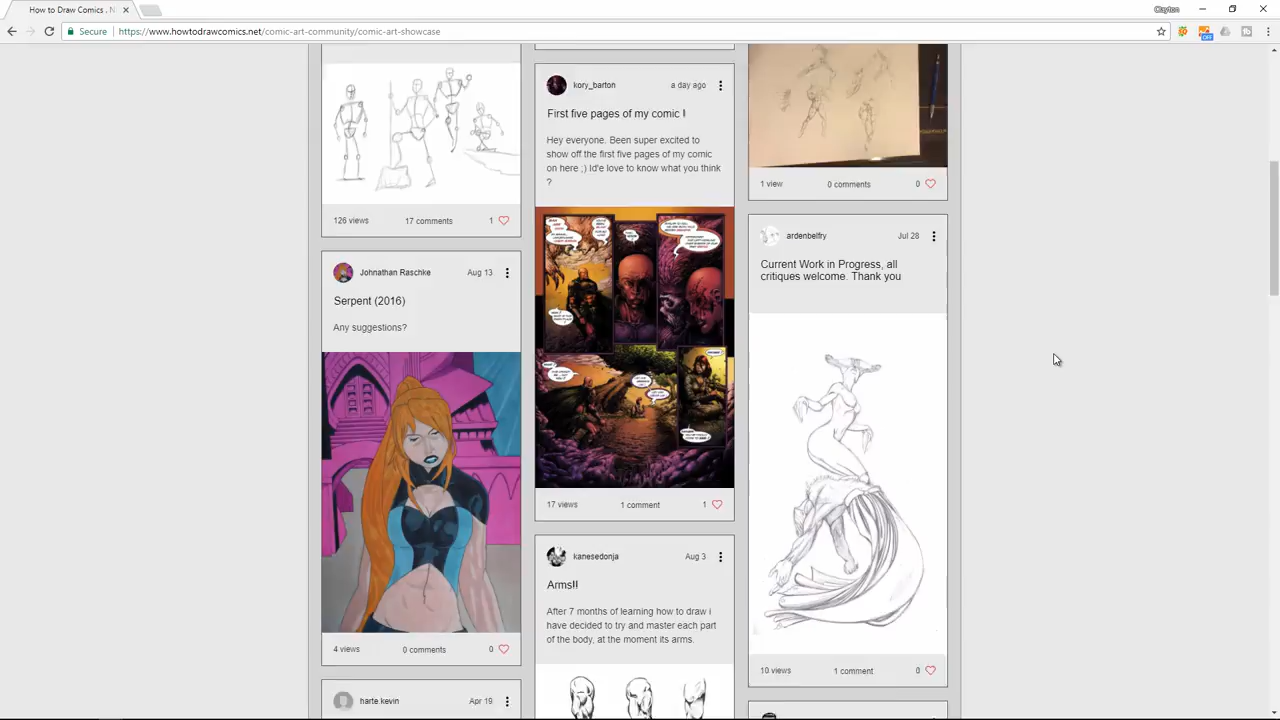 How to Draw Comics .
Clayton
Secure
https://www.howtodrawcomics.net/comic-art-community/comic-art-showcase
OFF
126 views 17 comments 1
Johnathan Raschke Aug 13
Serpent (2016)
Any suggestions?
4 views 0 comments 0
harte.kevin Apr 19
kory_barton a day ago
First five pages of my comic !
Hey everyone. Been super excited to
show off the first five pages of my comic
on here ;) Id'e love to know what you think
?
17 views 1 comment 1
kanesedonja Aug 3
Arms!!
After 7 months of learning how to draw i
have decided to try and master each part
of the body, at the moment its arms.
1 view 0 comments 0
ardenbelfry Jul 28
Current Work in Progress, all
critiques welcome. Thank you
10 views 1 comment 0